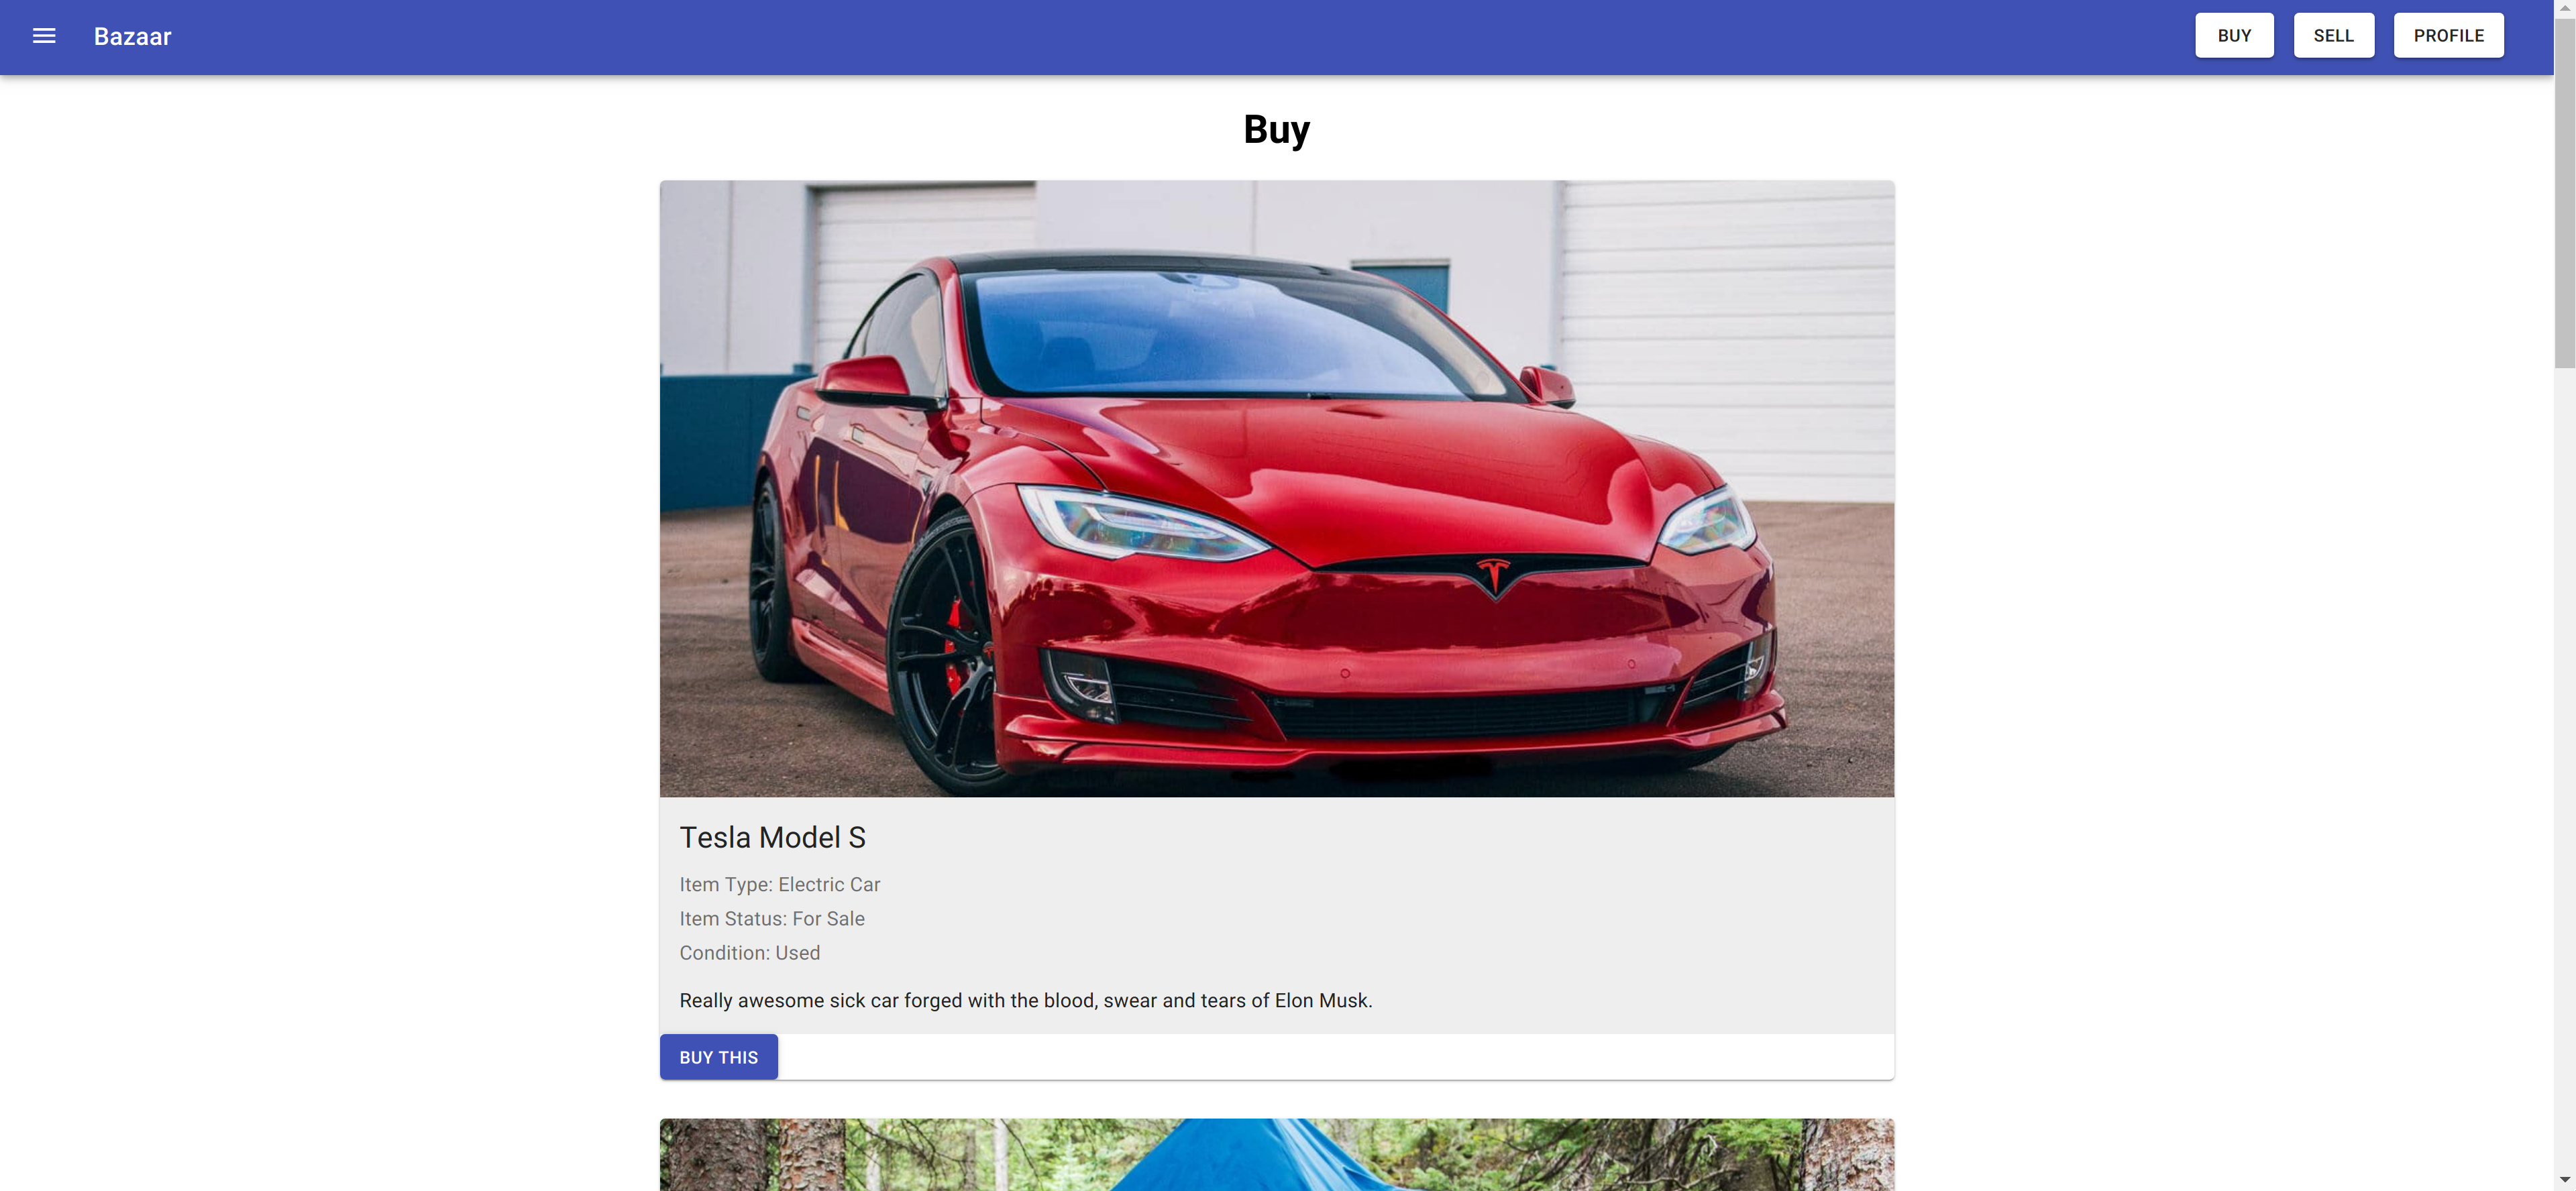 Bazaar
BUY
SELL
PROFILE
Buy
Tesla Model S
Item Type: Electric Car
Item Status: For Sale
Condition: Used
Really awesome sick car forged with the blood, swear and tears of Elon Musk.
BUY THIS